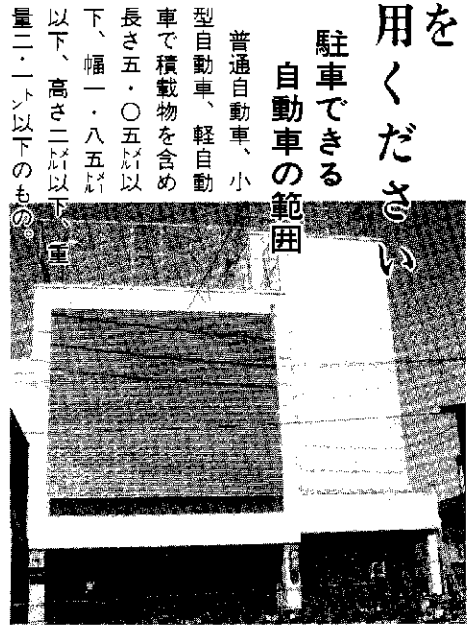 を
用ください
駐車できる
自動車の範囲
普通自動車、小
型自動車、軽自動
車で積載物を含め
長さ五・〇五メートル以
下、幅一・八五メートル
以下、高さ二メートル以下、重
量二・一トン以下のもの。